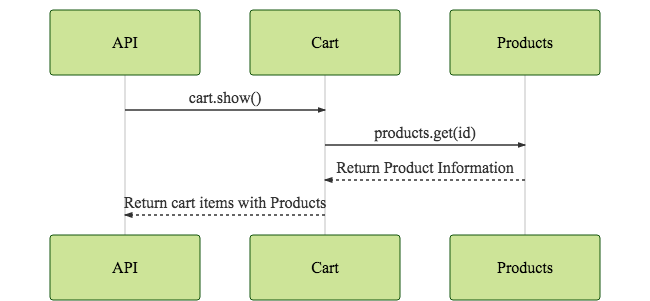 API
Cart
Products
cart.show()
products.get(id)
Return Product Information
Return cart items with Products
API
Cart
Products